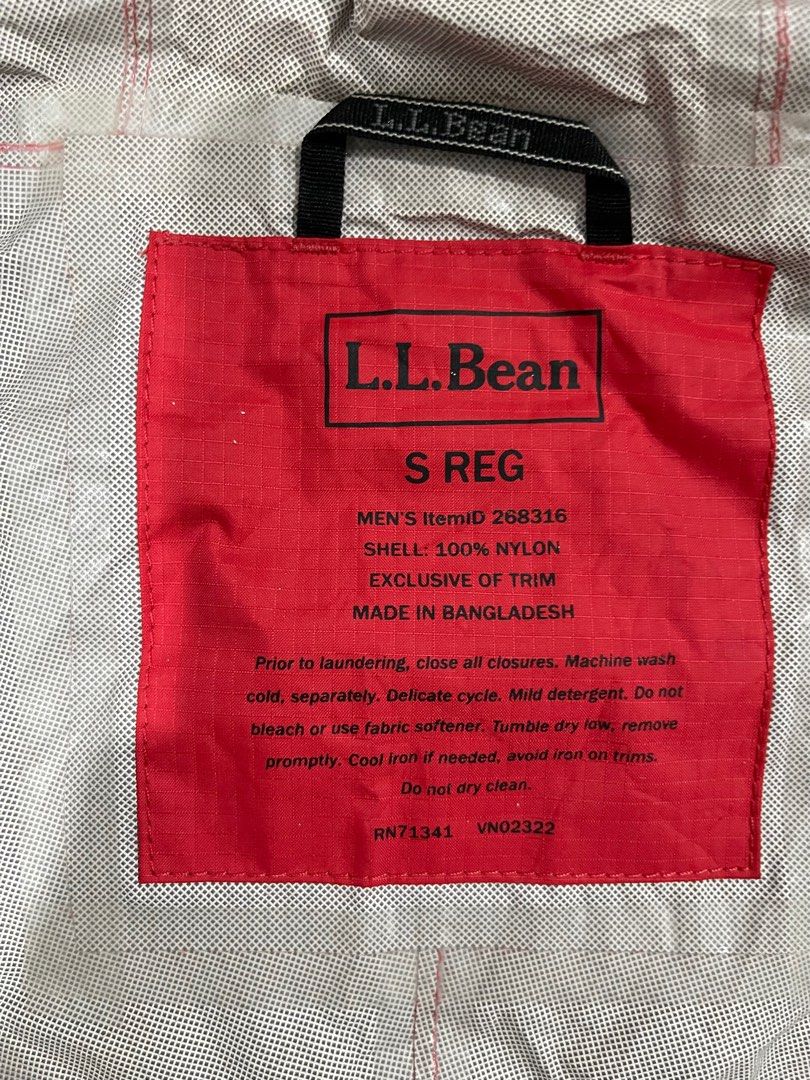 L.L.Bean
L.L.Bean
S REG
MEN'S ItemID 268316
SHELL: 100% NYLON
EXCLUSIVE OF TRIM
MADE IN BANGLADESH
Prior to laundering, close all closures. Machine wash
cold, separately. Delicate cycle. Mild detergent. Do not
bleach or use fabric softener. Tumble dry low, remove
promptly. Cool iron if needed, avoid iron on trims.
Do not dry clean.
RN71341 VN02322